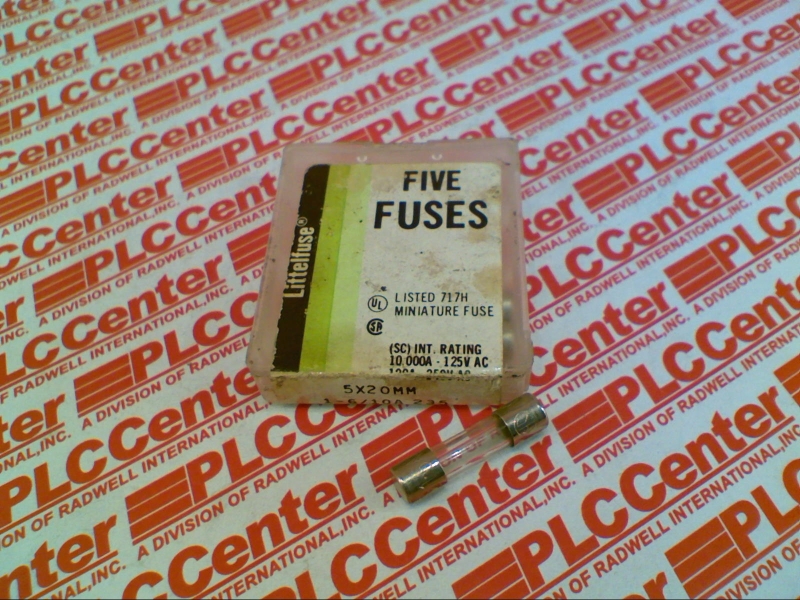 Littelfuse®
FIVE
FUSES
UL
LISTED 717H
MINIATURE FUSE
(SC) INT. RATING
10,000A - 125V AC
5X20MM
PLCCenter
A DIVISION OF RADWELL INTERNATIONAL,INC.